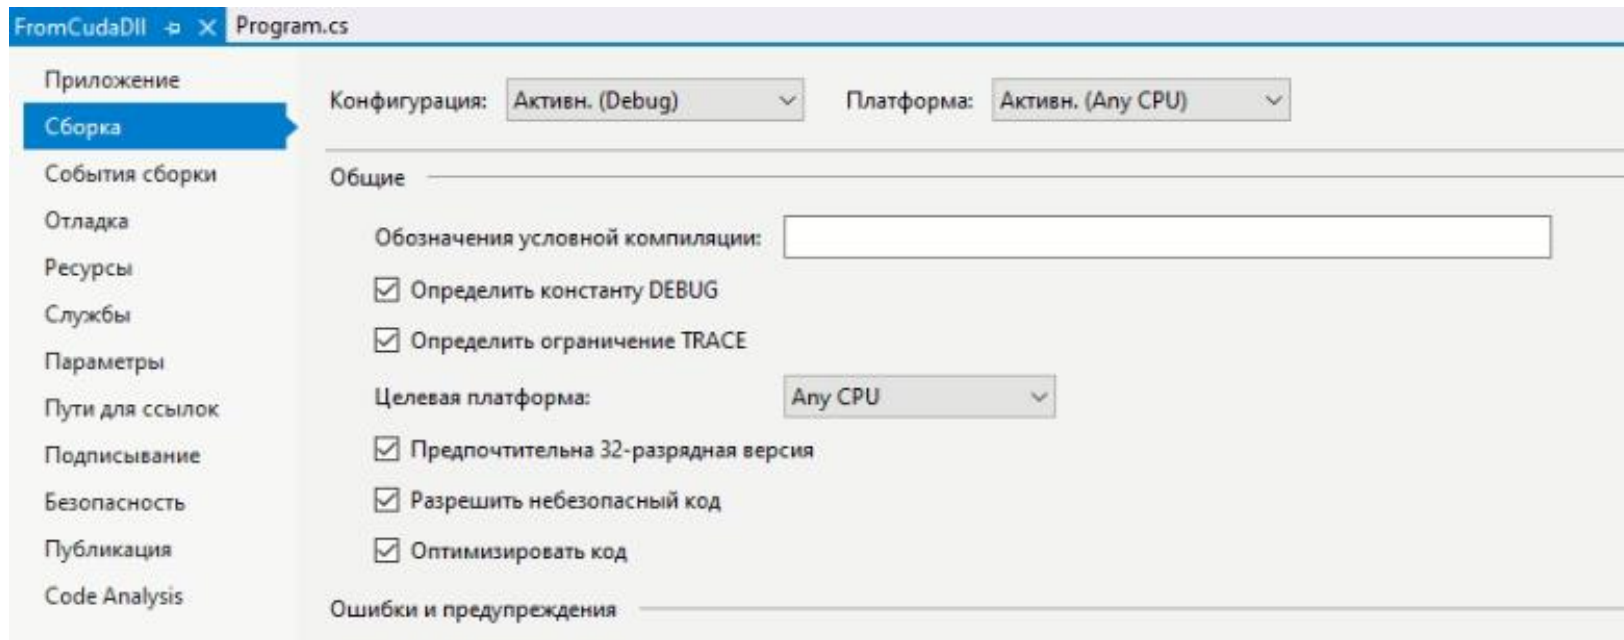 FromCudaDll Program.cs
Приложение
Сборка
События сборки
Отладка
Ресурсы
Службы
Параметры
Пути для ссылок
Подписывание
Безопасность
Публикация
Code Analysis
Конфигурация: Активн. (Debug) Платформа: Активн. (Any CPU)
Общие
Обозначения условной компиляции:
Определить константу DEBUG
Определить ограничение TRACE
Целевая платформа: Any CPU
Предпочтительна 32-разрядная версия
Разрешить небезопасный код
Оптимизировать код
Ошибки и предупреждения